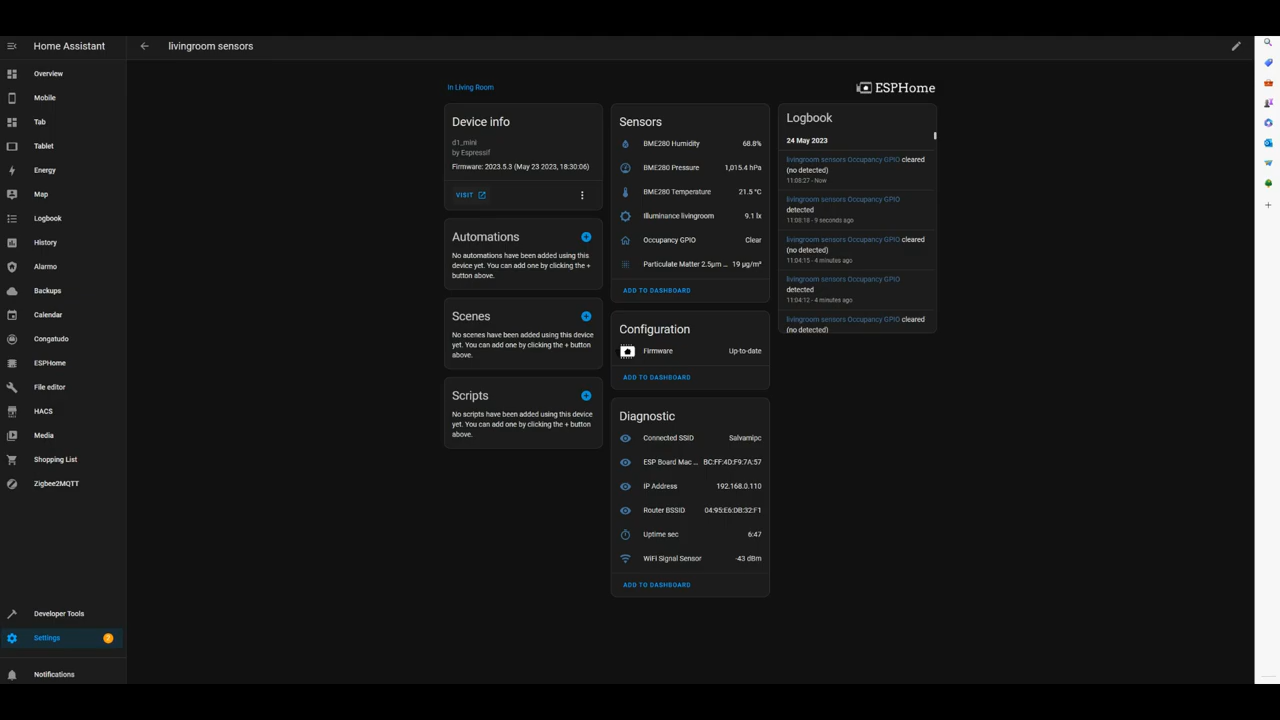 Home Assistant
livingroom sensors
Overview
Mobile
Tab
Tablet
Energy
Map
Logbook
History
Alarmo
Backups
Calendar
Congatudo
ESPHome
File editor
HACS
Media
Shopping List
Zigbee2MQTT
Developer Tools
Settings
Notifications
In Living Room
ESPHome
Device info
d1_mini
by Espressif
Firmware: 2023.5.3 (May 23 2023, 18:30:06)
VISIT
Automations
No automations have been added using this
device yet. You can add one by clicking the +
button above.
Scenes
No scenes have been added using this device
yet. You can add one by clicking the + button
above.
Scripts
No scripts have been added using this device
yet. You can add one by clicking the + button
above.
Sensors
BME280 Humidity 68.8%
BME280 Pressure 1,015.4 hPa
BME280 Temperature 21.5 °C
Illuminance livingroom 9.1 lx
Occupancy GPIO Clear
Particulate Matter 2.5µm ... 19 µg/m³
ADD TO DASHBOARD
Configuration
Firmware Up-to-date
ADD TO DASHBOARD
Diagnostic
Connected SSID Salvamipc
ESP Board Mac ... BC:FF:4D:F9:7A:57
IP Address 192.168.0.110
Router BSSID 04:95:E6:DB:32:F1
Uptime sec 6:47
WiFI Signal Sensor -43 dBm
ADD TO DASHBOARD
Logbook
24 May 2023
livingroom sensors Occupancy GPIO cleared
(no detected)
11:08:27 - Now
livingroom sensors Occupancy GPIO
detected
11:08:18 - 9 seconds ago
livingroom sensors Occupancy GPIO cleared
(no detected)
11:04:15 - 4 minutes ago
livingroom sensors Occupancy GPIO
detected
11:04:12 - 4 minutes ago
livingroom sensors Occupancy GPIO cleared
(no detected)